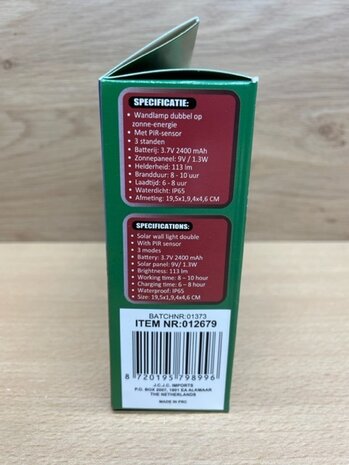 SPECIFICATIE:
• Wandlamp dubbel op
zonne-energie
• Met PIR-sensor
• 3 standen
• Batterij: 3.7V 2400 mAh
• Zonnepaneel: 9V / 1.3W
• Helderheid: 113 lm
• Brandduur: 8 - 10 uur
• Laadtijd: 6 - 8 uur
• Waterdicht: IP65
• Afmeting: 19,5x1,9,4x4,6 CM
SPECIFICATIONS:
• Solar wall light double
• With PIR sensor
• 3 modes
• Battery: 3.7V 2400 mAh
• Solar panel: 9V/ 1.3W
• Brightness: 113 lm
• Working time: 8 – 10 hour
• Charging time: 6 – 8 hour
• Waterproof: IP65
• Size: 19,5x1,9,4x4,6 CM
BATCHNR:01373
ITEM NR:012679
8 720195 798996
J.C.J.C. IMPORTS
P.O. BOX 2007, 1801 EA-ALKMAAR
THE NETHERLANDS
MADE IN PRC